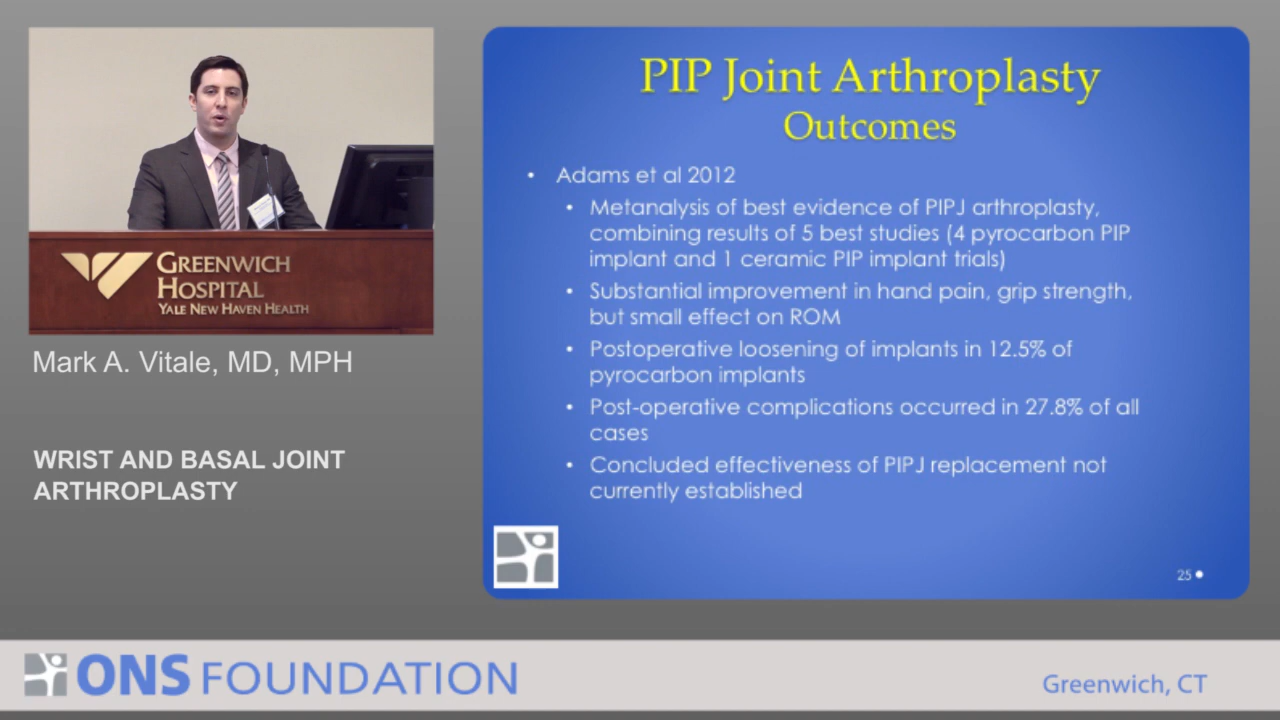 GREENWICH
HOSPITAL
YALE NEW HAVEN HEALTH
Mark A. Vitale, MD, MPH
WRIST AND BASAL JOINT
ARTHROPLASTY
PIP Joint Arthroplasty
Outcomes
• Adams et al 2012
• Metanalysis of best evidence of PIPJ arthroplasty,
combining results of 5 best studies (4 pyrocarbon PIP
implant and 1 ceramic PIP implant trials)
• Substantial improvement in hand pain, grip strength,
but small effect on ROM
• Postoperative loosening of implants in 12.5% of
pyrocarbon implants
• Post-operative complications occurred in 27.8% of all
cases
• Concluded effectiveness of PIPJ replacement not
currently established
25
ONS FOUNDATION
Greenwich, CT